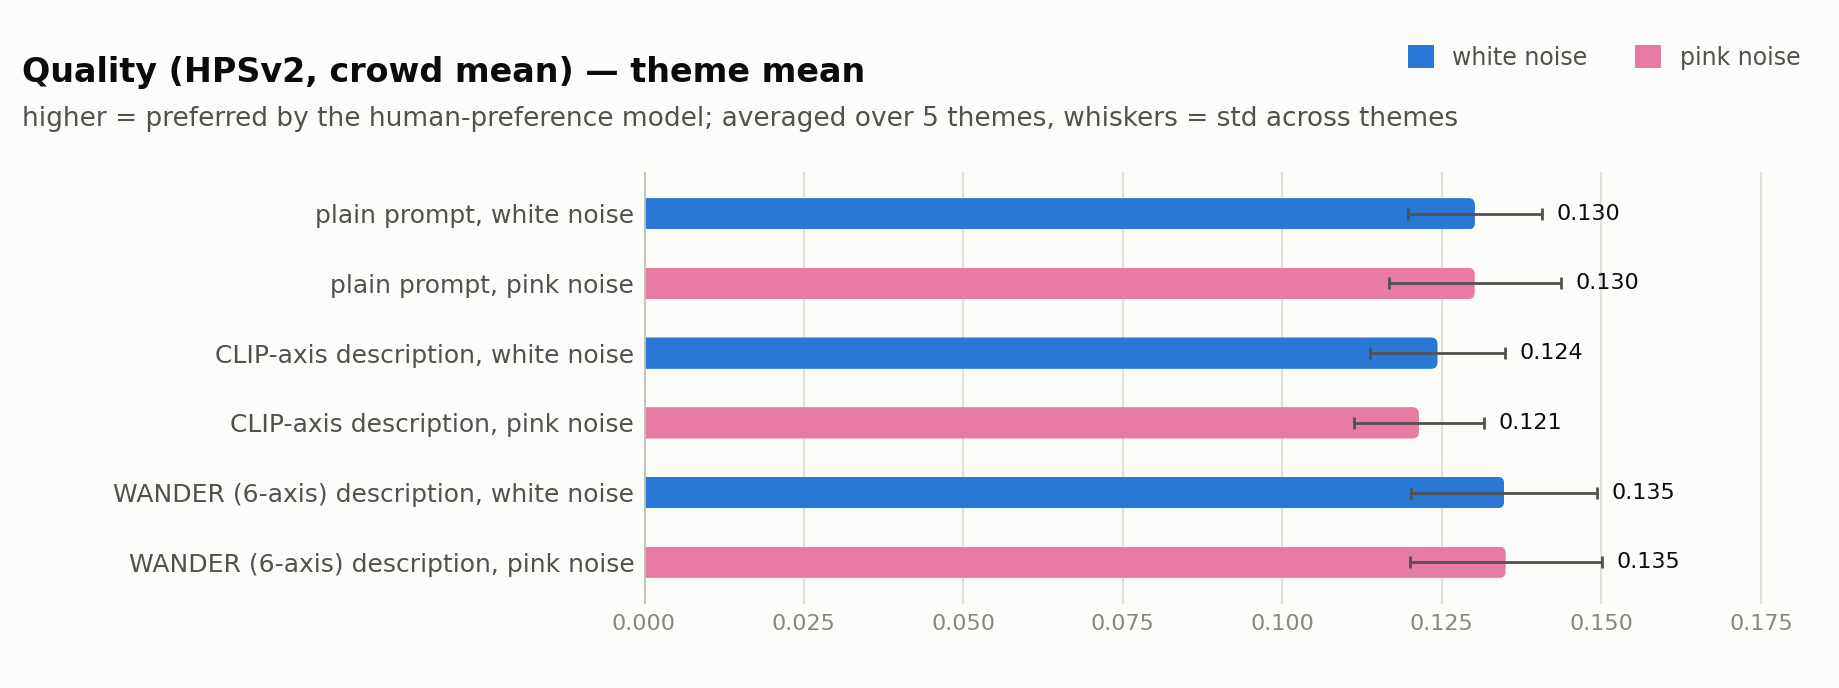 Quality (HPSv2, crowd mean) — theme mean
white noise
pink noise
higher = preferred by the human-preference model; averaged over 5 themes, whiskers = std across themes
plain prompt, white noise
0.130
plain prompt, pink noise
0.130
CLIP-axis description, white noise
0.124
CLIP-axis description, pink noise
0.121
WANDER (6-axis) description, white noise
0.135
WANDER (6-axis) description, pink noise
0.135
0.000 0.025 0.050 0.075 0.100 0.125 0.150 0.175